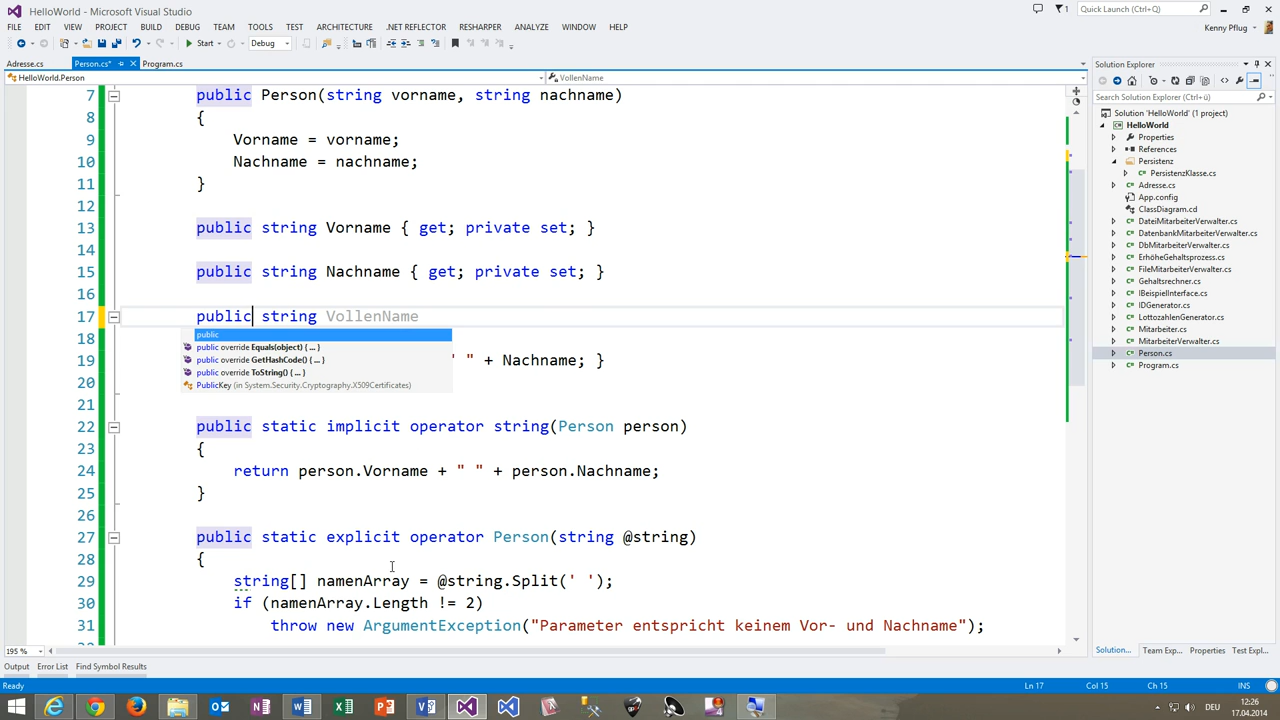 HelloWorld - Microsoft Visual Studio
1
Quick Launch (Ctrl+Q)
FILE EDIT VIEW PROJECT BUILD DEBUG TEAM TOOLS TEST ARCHITECTURE .NET REFLECTOR RESHARPER ANALYZE WINDOW HELP
Kenny Pflug
Start Debug
Adresse.cs Person.cs* Program.cs
HelloWorld.Person VollenName
7 public Person(string vorname, string nachname)
8 {
9 Vorname = vorname;
10 Nachname = nachname;
11 }
12
13 public string Vorname { get; private set; }
14
15 public string Nachname { get; private set; }
16
17 public string VollenName
18
public
public override Equals(object) { ... }
19 " " + Nachname; }
public override GetHashCode() { ... }
public override ToString() { ... }
20
PublicKey (in System.Security.Cryptography.X509Certificates)
21
22 public static implicit operator string(Person person)
23 {
24 return person.Vorname + " " + person.Nachname;
25 }
26
27 public static explicit operator Person(string @string)
28 {
29 string[] namenArray = @string.Split(' ');
30 if (namenArray.Length != 2)
31 throw new ArgumentException("Parameter entspricht keinem Vor- und Nachname");
195 %
Solution Explorer
Search Solution Explorer (Ctrl+ü)
Solution 'HelloWorld' (1 project)
HelloWorld
Properties
References
Persistenz
PersistenzKlasse.cs
Adresse.cs
App.config
ClassDiagram.cd
DateiMitarbeiterVerwalter.cs
DatenbankMitarbeiterVerwalter.cs
DbMitarbeiterVerwalter.cs
ErhöheGehaltsprozess.cs
FileMitarbeiterVerwalter.cs
Gehaltsrechner.cs
IBeispielInterface.cs
IDGenerator.cs
LottozahlenGenerator.cs
Mitarbeiter.cs
MitarbeiterVerwalter.cs
Person.cs
Program.cs
Solution... Team Exp... Properties Test Expl...
Output Error List Find Symbol Results
Ready Ln 17 Col 15 Ch 15 INS
DEU
12:26
17.04.2014